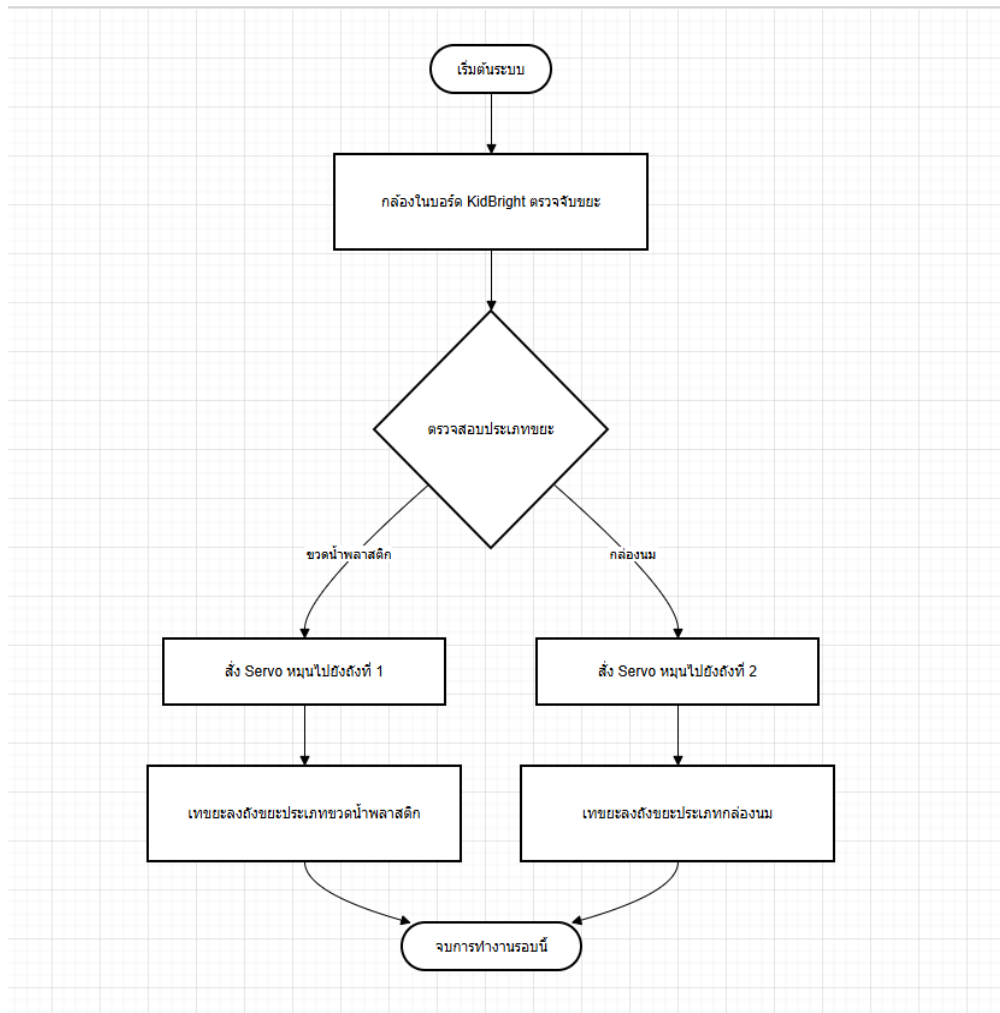 เริ่มต้นระบบ
กล้องในบอร์ด KidBright ตรวจจับขยะ
ตรวจสอบประเภทขยะ
ขวดน้ำพลาสติก
กล่องนม
สั่ง Servo หมุนไปยังถังที่ 1
สั่ง Servo หมุนไปยังถังที่ 2
เทขยะลงถังขยะประเภทขวดน้ำพลาสติก
เทขยะลงถังขยะประเภทกล่องนม
จบการทำงานรอบนี้